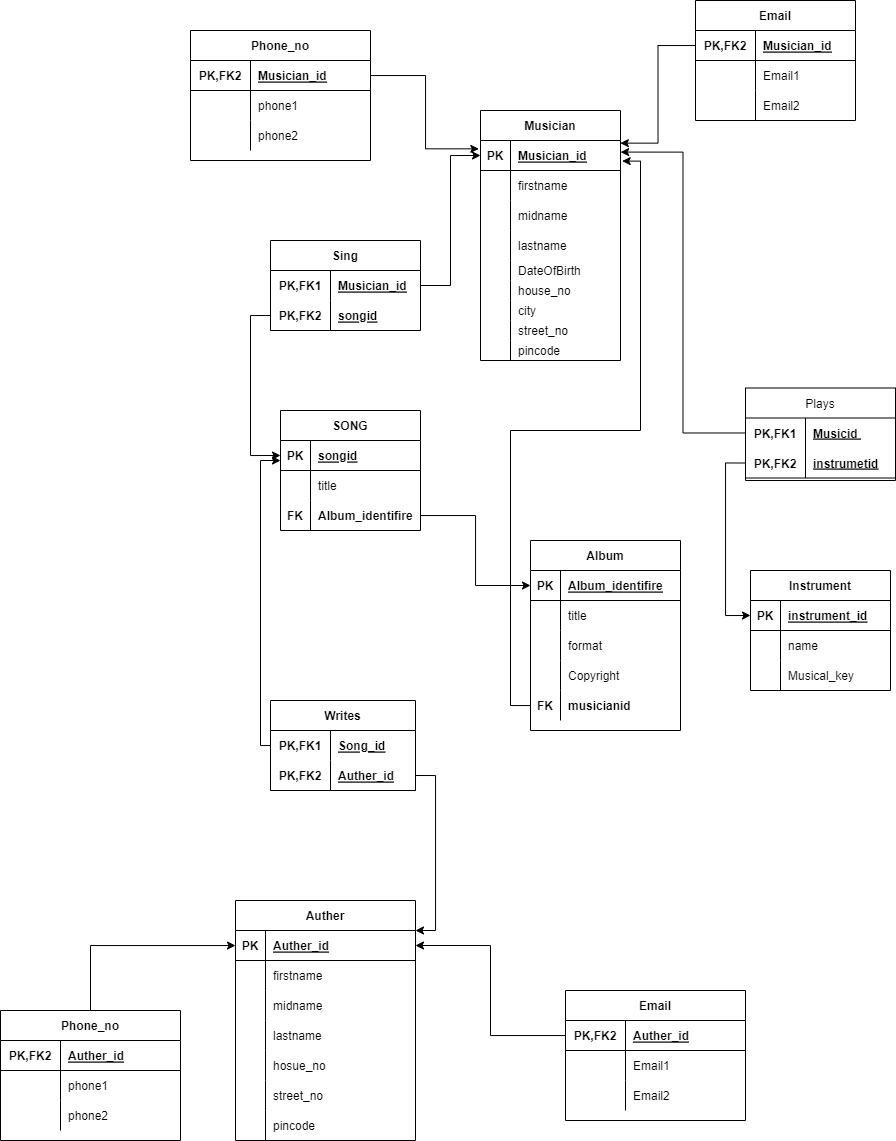 Email
PK,FK2 Musician_id
Email1
Email2
Phone_no
PK,FK2 Musician_id
phone1
phone2
Musician
PK Musician_id
firstname
midname
lastname
DateOfBirth
house_no
city
street_no
pincode
Sing
PK,FK1 Musician_id
PK,FK2 songid
Plays
PK,FK1 Musicid
PK,FK2 instrumetid
SONG
PK songid
title
FK Album_identifire
Album
PK Album_identifire
title
format
Copyright
FK musicianid
Instrument
PK instrument_id
name
Musical_key
Writes
PK,FK1 Song_id
PK,FK2 Auther_id
Auther
PK Auther_id
firstname
midname
lastname
hosue_no
street_no
pincode
Phone_no
PK,FK2 Auther_id
phone1
phone2
Email
PK,FK2 Auther_id
Email1
Email2